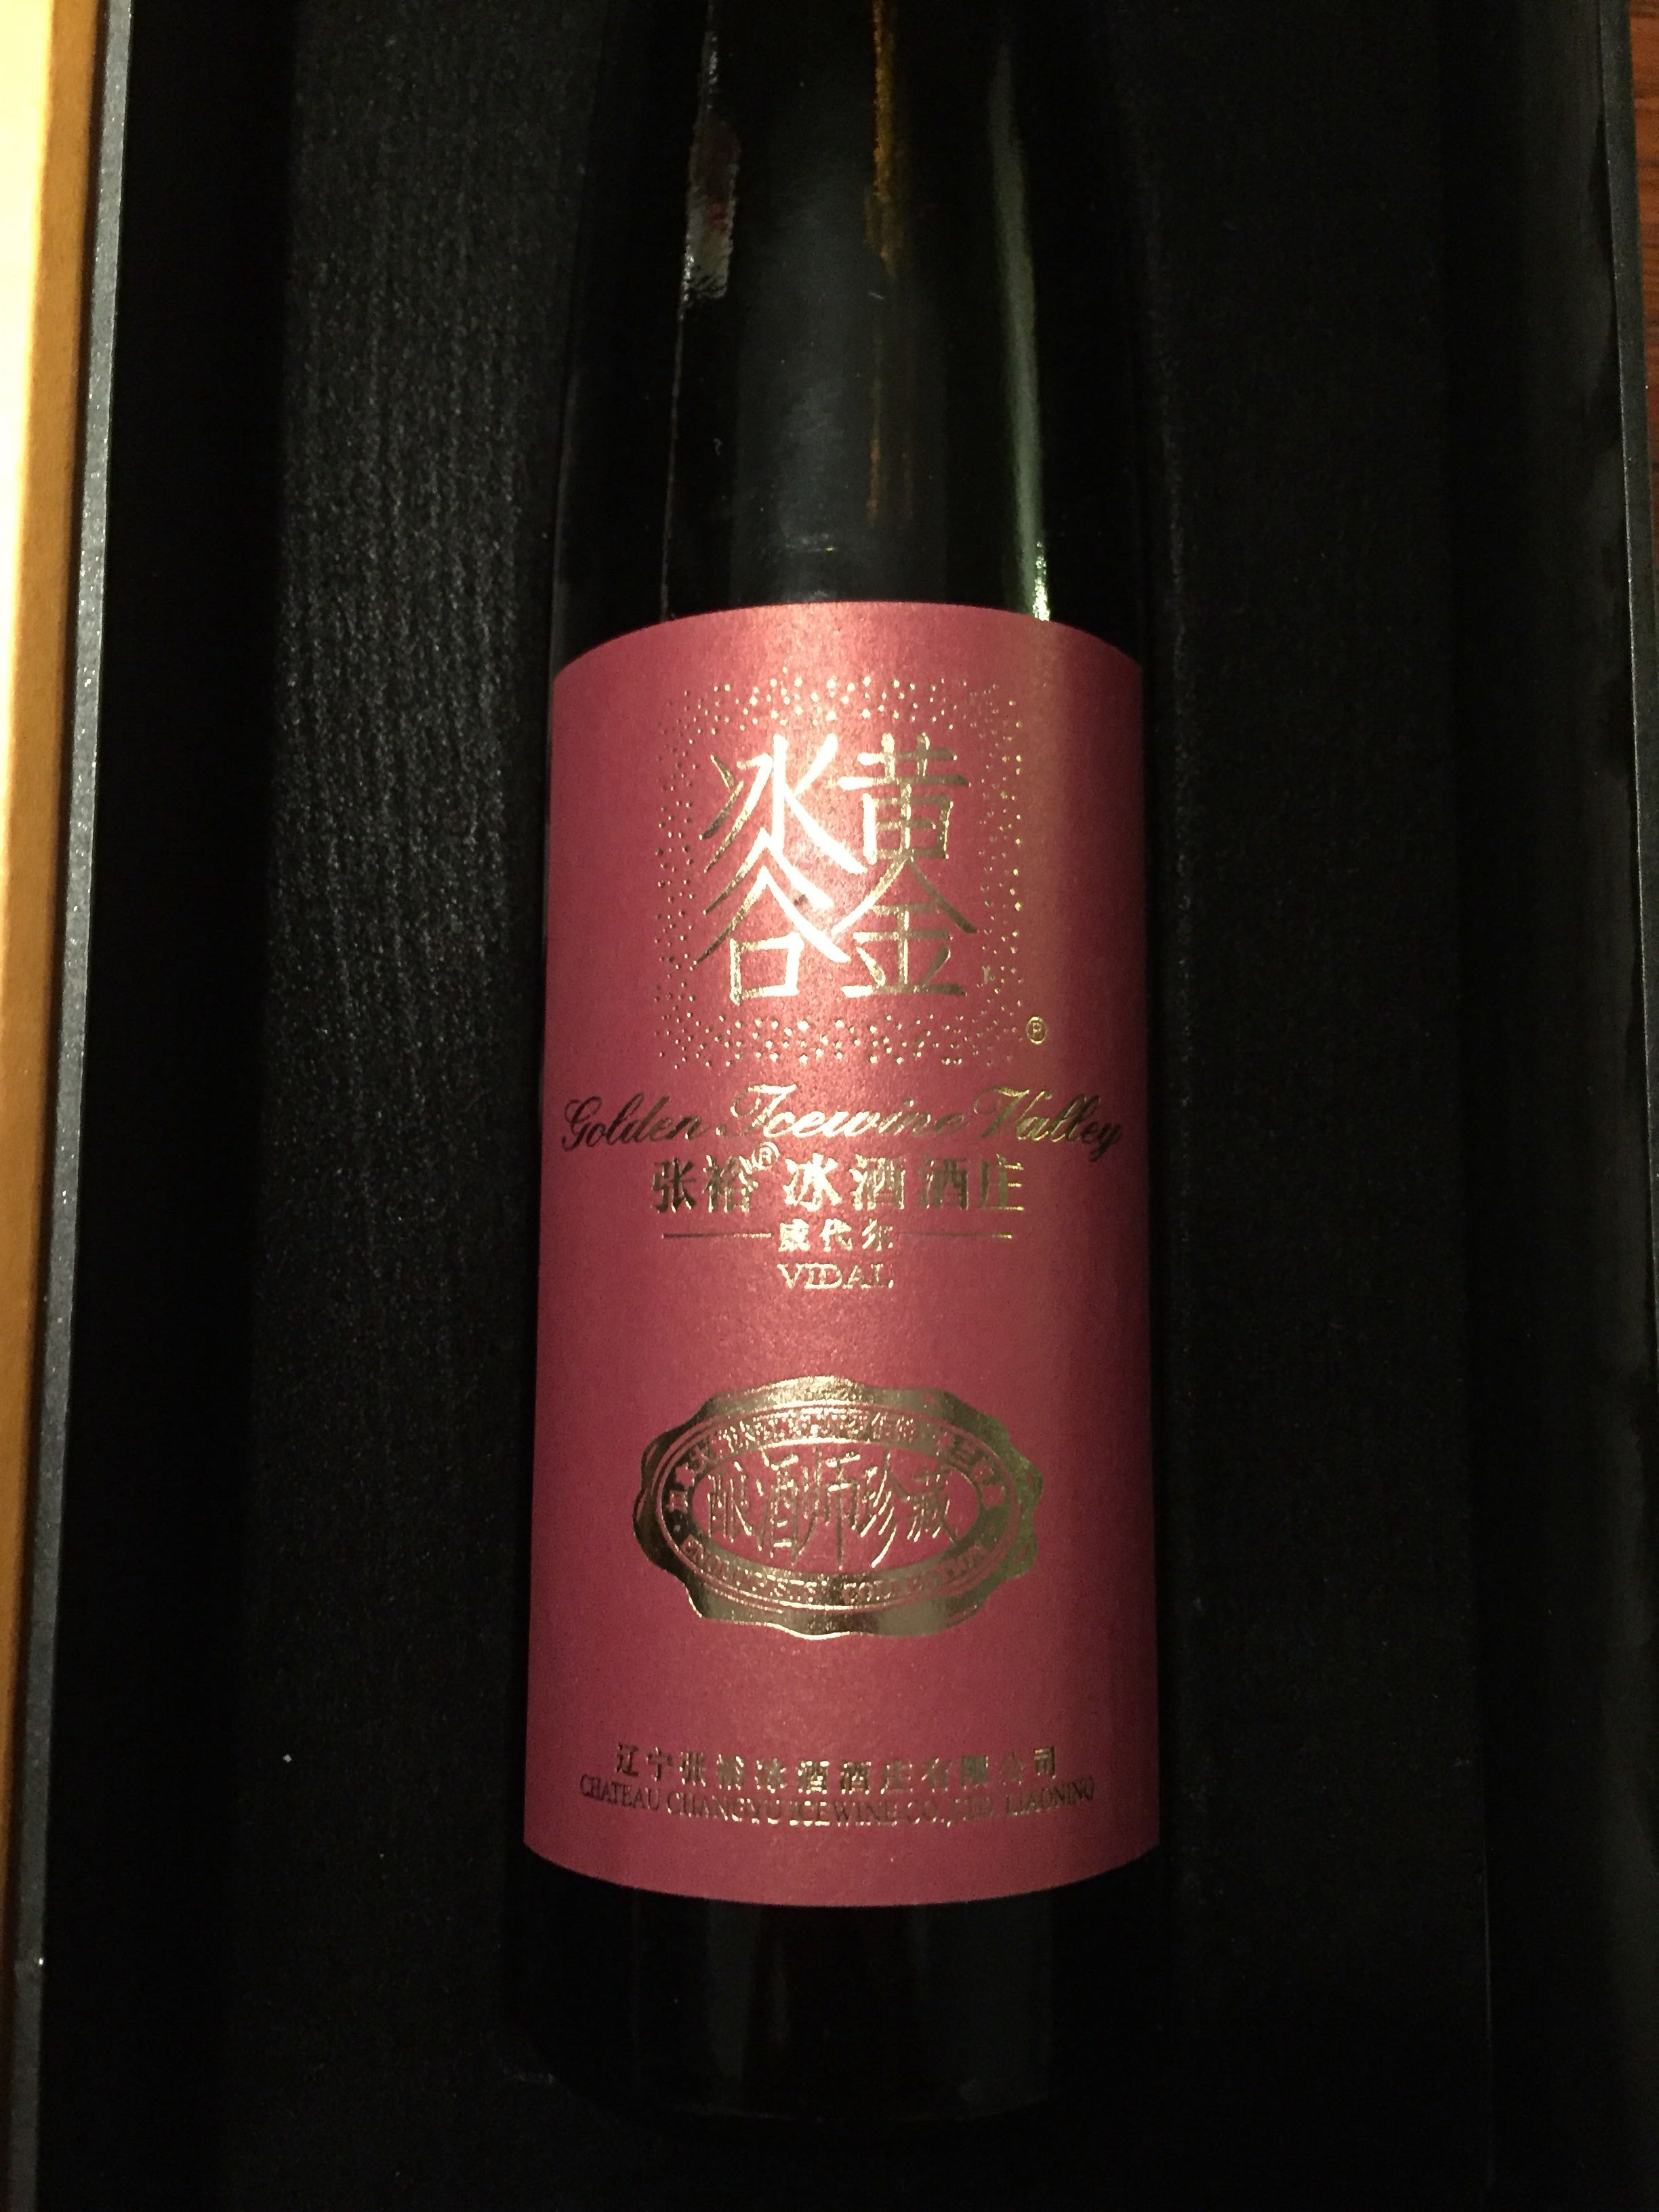 黄金
冰谷
®
Golden Icewine Valley
张裕®冰酒酒庄
威代尔
VIDAL
酿酒师珍藏
辽宁张裕冰酒酒庄有限公司
CHATEAU CHANGYU ICEWINE CO., LTD. LIAONING